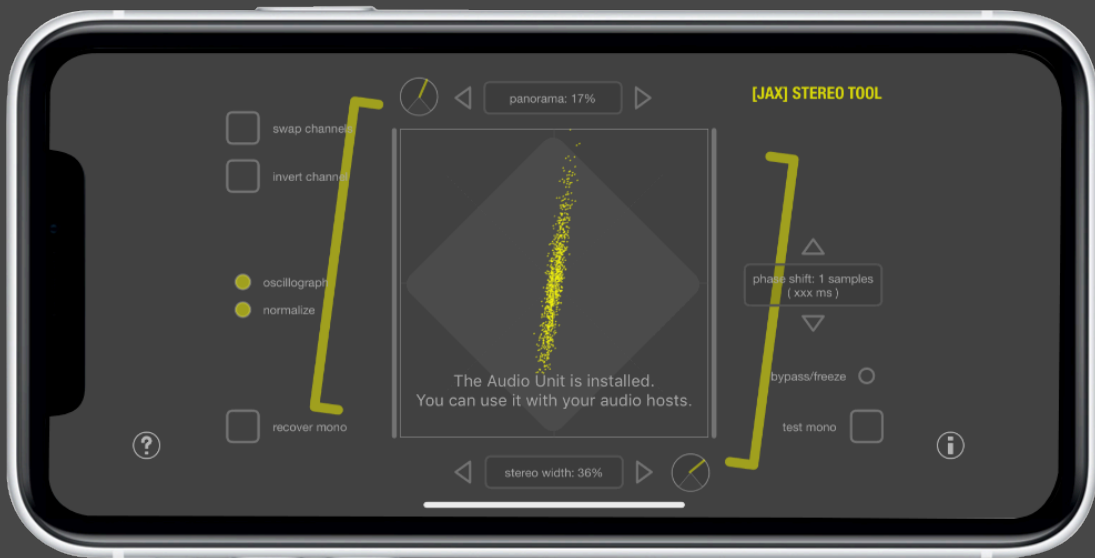 panorama: 17%
[JAX] STEREO TOOL
swap channels
invert channel
oscillograph
phase shift: 1 samples
( xxx ms )
normalize
The Audio Unit is installed.
You can use it with your audio hosts.
bypass/freeze
recover mono
test mono
?
i
stereo width: 36%